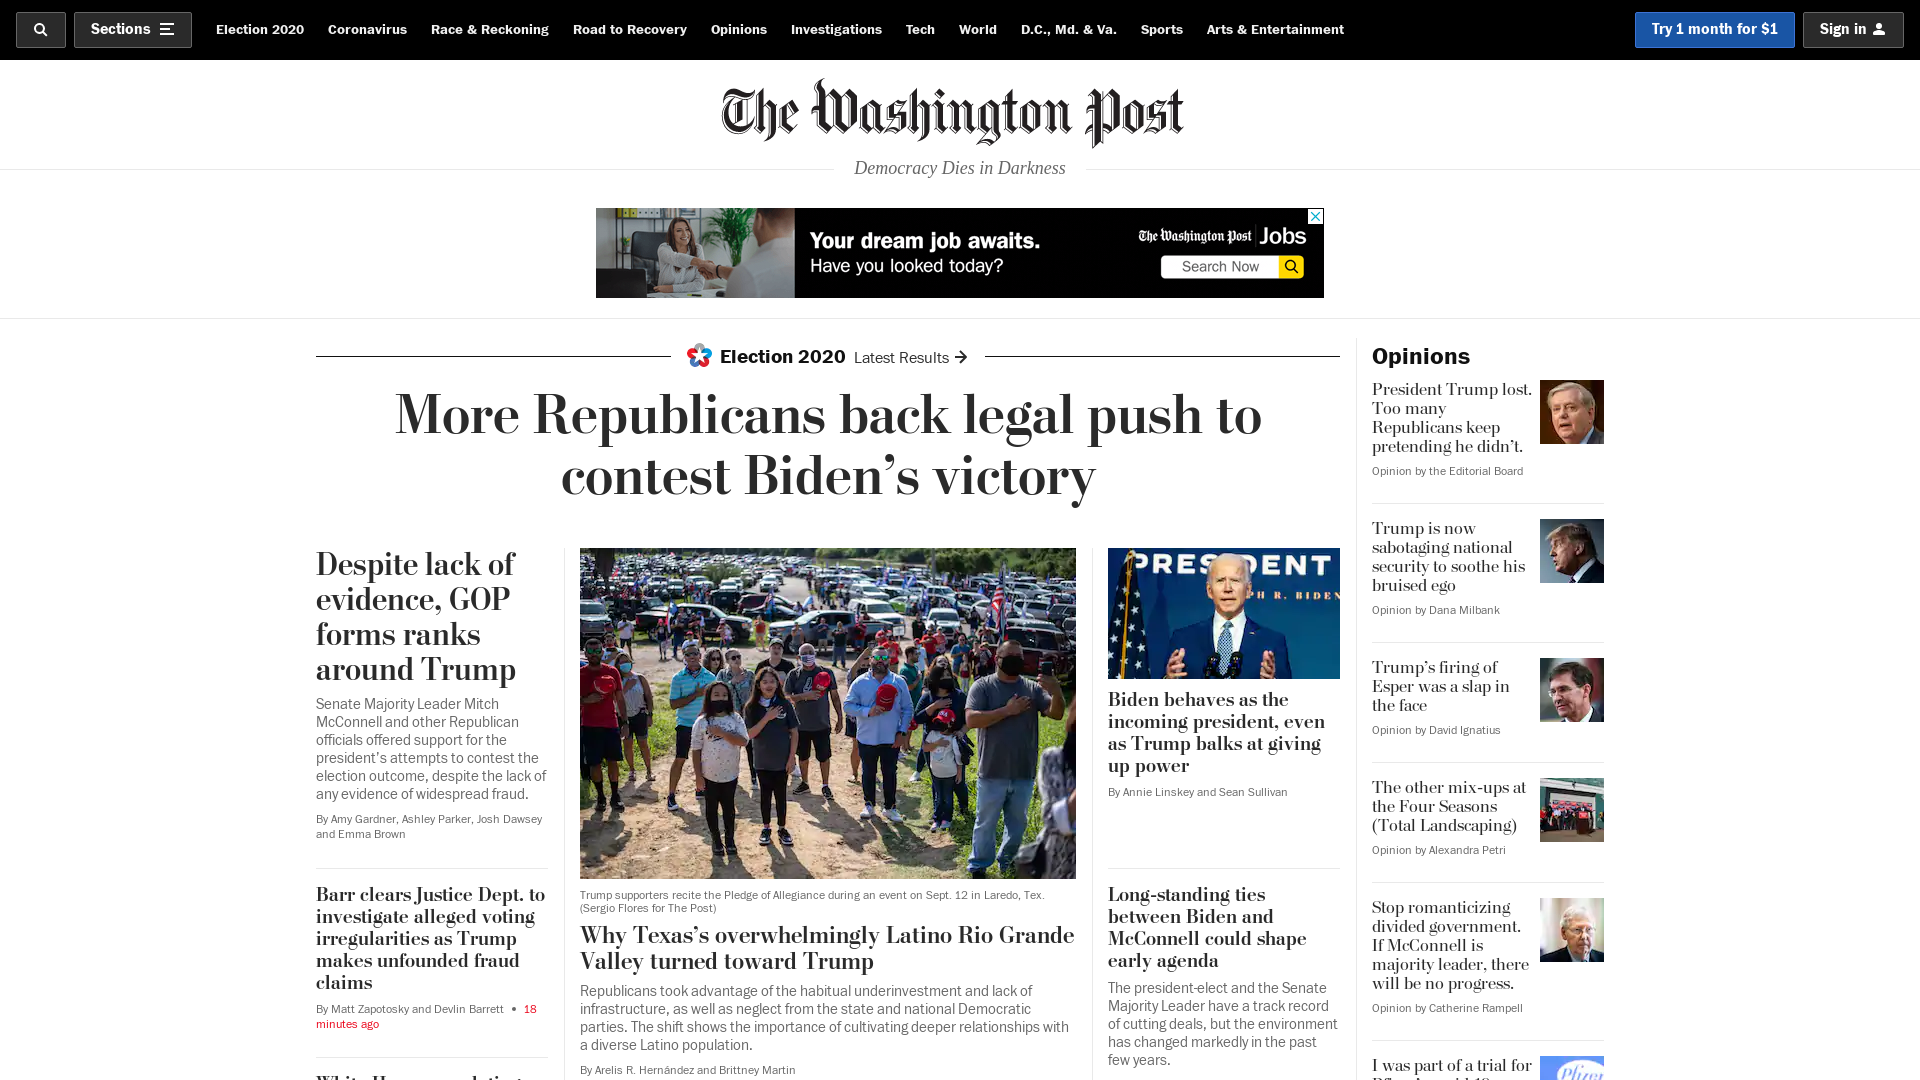 Sections
Election 2020
Coronavirus
Race & Reckoning
Road to Recovery
Opinions
Investigations
Tech
World
D.C., Md. & Va.
Sports
Arts & Entertainment
Try 1 month for $1
Sign in
The Washington Post
Democracy Dies in Darkness
Your dream job awaits.
Have you looked today?
The Washington Post Jobs
Search Now
Election 2020 Latest Results
More Republicans back legal push to
contest Biden’s victory
Despite lack of
evidence, GOP
forms ranks
around Trump
Senate Majority Leader Mitch
McConnell and other Republican
officials offered support for the
president’s attempts to contest the
election outcome, despite the lack of
any evidence of widespread fraud.
By Amy Gardner, Ashley Parker, Josh Dawsey
and Emma Brown
Barr clears Justice Dept. to
investigate alleged voting
irregularities as Trump
makes unfounded fraud
claims
By Matt Zapotosky and Devlin Barrett • 18
minutes ago
Trump supporters recite the Pledge of Allegiance during an event on Sept. 12 in Laredo, Tex.
(Sergio Flores for The Post)
Why Texas’s overwhelmingly Latino Rio Grande
Valley turned toward Trump
Republicans took advantage of the habitual underinvestment and lack of
infrastructure, as well as neglect from the state and national Democratic
parties. The shift shows the importance of cultivating deeper relationships with
a diverse Latino population.
By Arelis R. Hernández and Brittney Martin
PRESIDENT
PH R. BIDEN
Biden behaves as the
incoming president, even
as Trump balks at giving
up power
By Annie Linskey and Sean Sullivan
Long-standing ties
between Biden and
McConnell could shape
early agenda
The president-elect and the Senate
Majority Leader have a track record
of cutting deals, but the environment
has changed markedly in the past
few years.
Opinions
President Trump lost.
Too many
Republicans keep
pretending he didn’t.
Opinion by the Editorial Board
Trump is now
sabotaging national
security to soothe his
bruised ego
Opinion by Dana Milbank
Trump’s firing of
Esper was a slap in
the face
Opinion by David Ignatius
The other mix-ups at
the Four Seasons
(Total Landscaping)
Opinion by Alexandra Petri
Stop romanticizing
divided government.
If McConnell is
majority leader, there
will be no progress.
Opinion by Catherine Rampell
I was part of a trial for
Pfizer